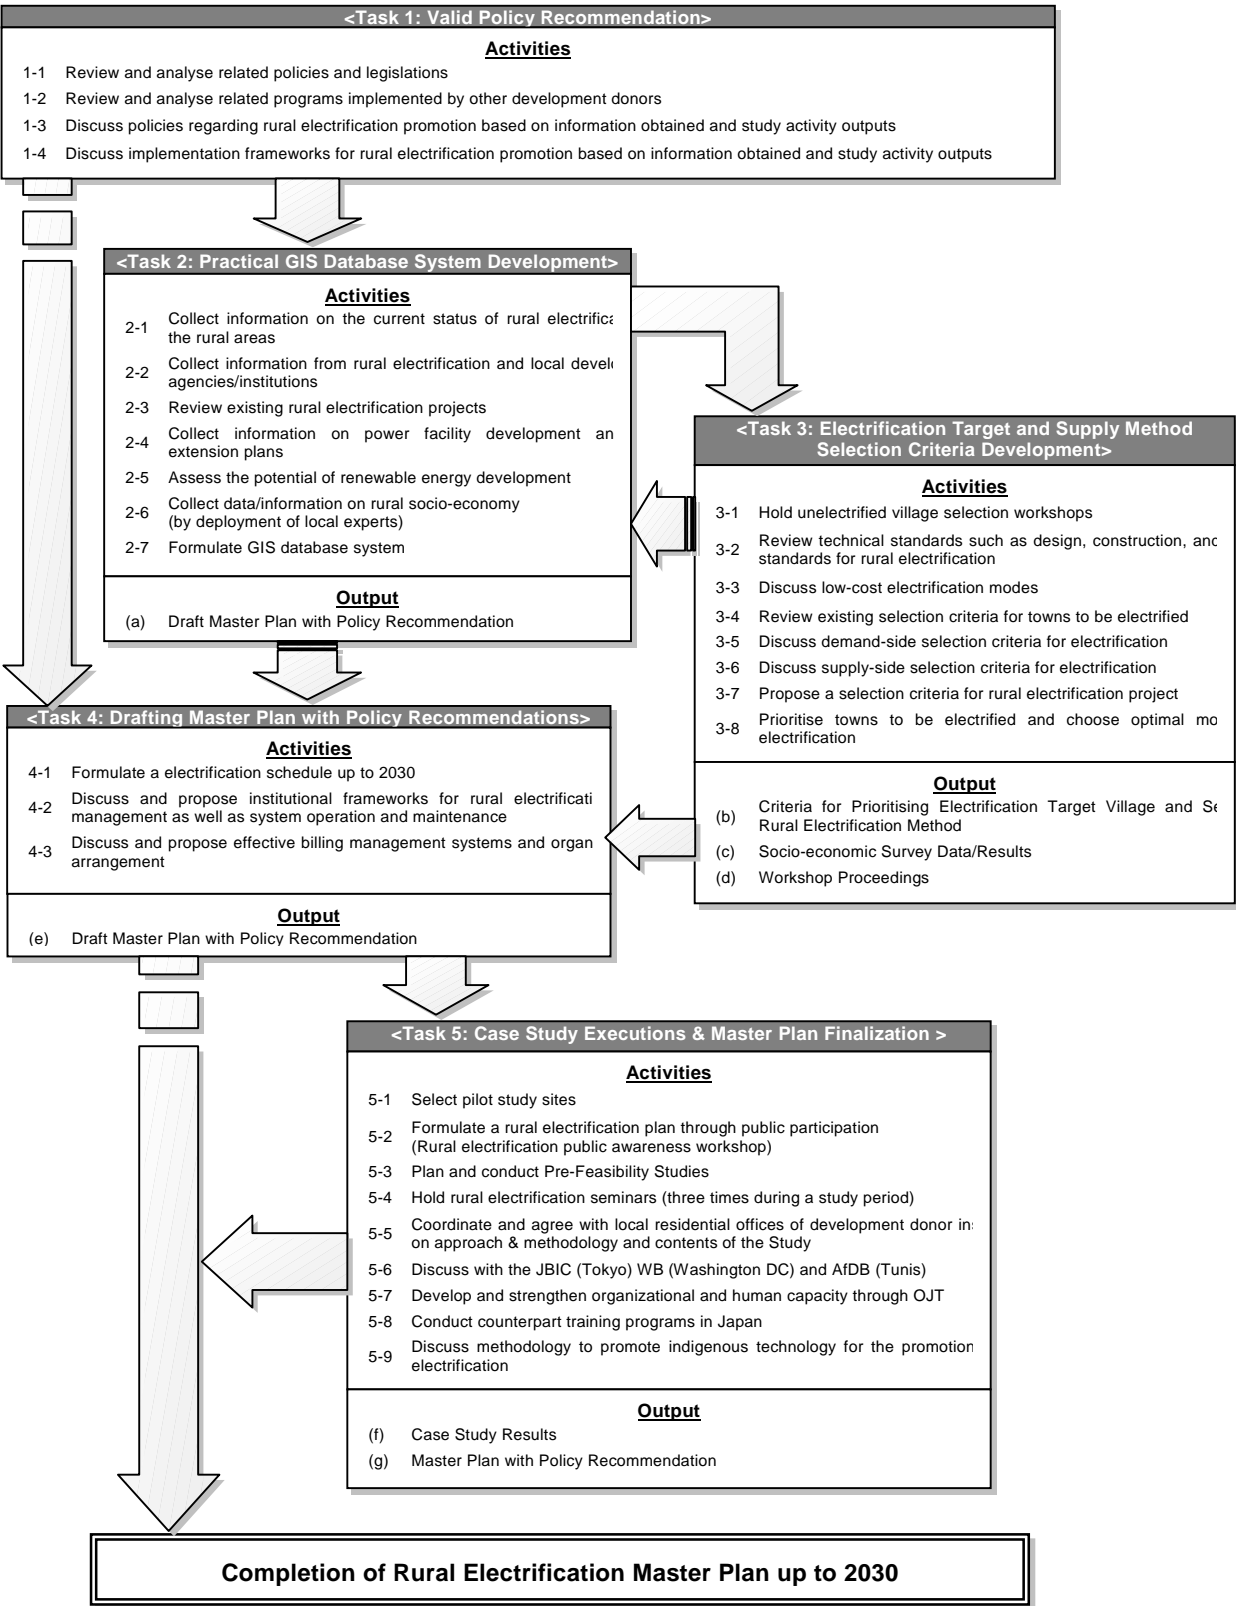 <Task 1: Valid Policy Recommendation>
Activities
1-1 Review and analyse related policies and legislations
1-2 Review and analyse related programs implemented by other development donors
1-3 Discuss policies regarding rural electrification promotion based on information obtained and study activity outputs
1-4 Discuss implementation frameworks for rural electrification promotion based on information obtained and study activity outputs
<Task 2: Practical GIS Database System Development>
Activities
2-1 Collect information on the current status of rural electrifica
the rural areas
2-2 Collect information from rural electrification and local develo
agencies/institutions
2-3 Review existing rural electrification projects
2-4 Collect information on power facility development an
extension plans
2-5 Assess the potential of renewable energy development
2-6 Collect data/information on rural socio-economy
(by deployment of local experts)
2-7 Formulate GIS database system
Output
(a) Draft Master Plan with Policy Recommendation
<Task 3: Electrification Target and Supply Method
Selection Criteria Development>
Activities
3-1 Hold unelectrified village selection workshops
3-2 Review technical standards such as design, construction, and
standards for rural electrification
3-3 Discuss low-cost electrification modes
3-4 Review existing selection criteria for towns to be electrified
3-5 Discuss demand-side selection criteria for electrification
3-6 Discuss supply-side selection criteria for electrification
3-7 Propose a selection criteria for rural electrification project
3-8 Prioritise towns to be electrified and choose optimal mo
electrification
Output
(b) Criteria for Prioritising Electrification Target Village and Se
Rural Electrification Method
(c) Socio-economic Survey Data/Results
(d) Workshop Proceedings
<Task 4: Drafting Master Plan with Policy Recommendations>
Activities
4-1 Formulate a electrification schedule up to 2030
4-2 Discuss and propose institutional frameworks for rural electrificati
management as well as system operation and maintenance
4-3 Discuss and propose effective billing management systems and organ
arrangement
Output
(e) Draft Master Plan with Policy Recommendation
<Task 5: Case Study Executions & Master Plan Finalization >
Activities
5-1 Select pilot study sites
5-2 Formulate a rural electrification plan through public participation
(Rural electrification public awareness workshop)
5-3 Plan and conduct Pre-Feasibility Studies
5-4 Hold rural electrification seminars (three times during a study period)
5-5 Coordinate and agree with local residential offices of development donor ins
on approach & methodology and contents of the Study
5-6 Discuss with the JBIC (Tokyo) WB (Washington DC) and AfDB (Tunis)
5-7 Develop and strengthen organizational and human capacity through OJT
5-8 Conduct counterpart training programs in Japan
5-9 Discuss methodology to promote indigenous technology for the promotion
electrification
Output
(f) Case Study Results
(g) Master Plan with Policy Recommendation
Completion of Rural Electrification Master Plan up to 2030